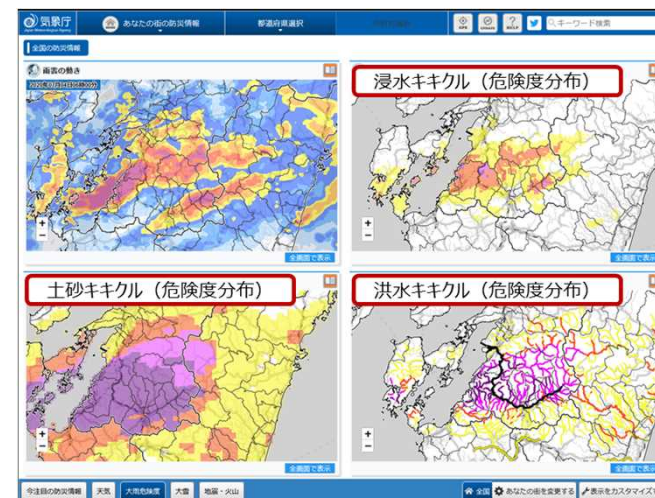 気象庁
Japan Meteorological Agency
あなたの街の防災情報
都道府県選択
HELP
キーワード検索
全国の防災情報
雨雲の動き
浸水キキクル（危険度分布）
+
−
全画面で表示
+
−
全画面で表示
土砂キキクル（危険度分布）
洪水キキクル（危険度分布）
+
−
全画面で表示
+
−
全画面で表示
今注目の防災情報
天気
大雨危険度
大雪
地震・火山
全国
あなたの街を変更する
表示をカスタマイズ